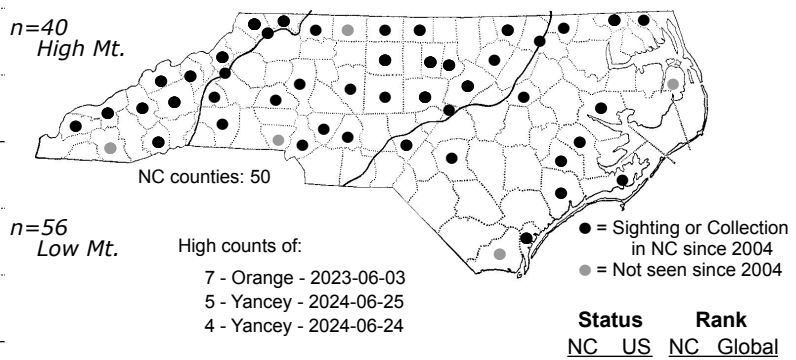 n=40
High Mt.
NC counties: 50
n=56
Low Mt.
High counts of:
7 - Orange - 2023-06-03
5 - Yancey - 2024-06-25
4 - Yancey - 2024-06-24
● = Sighting or Collection
in NC since 2004
● = Not seen since 2004
Status Rank
NC US NC Global